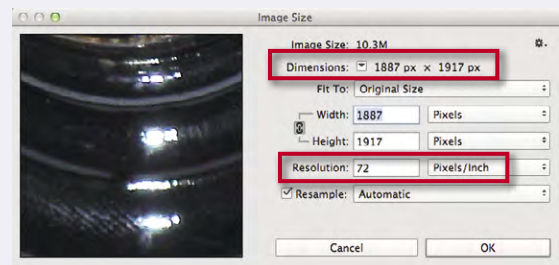 Image Size
Image Size: 10.3M
Dimensions: 1887 px × 1917 px
Fit To: Original Size
Width: 1887 Pixels
Height: 1917 Pixels
Resolution: 72 Pixels/Inch
Resample: Automatic
Cancel OK